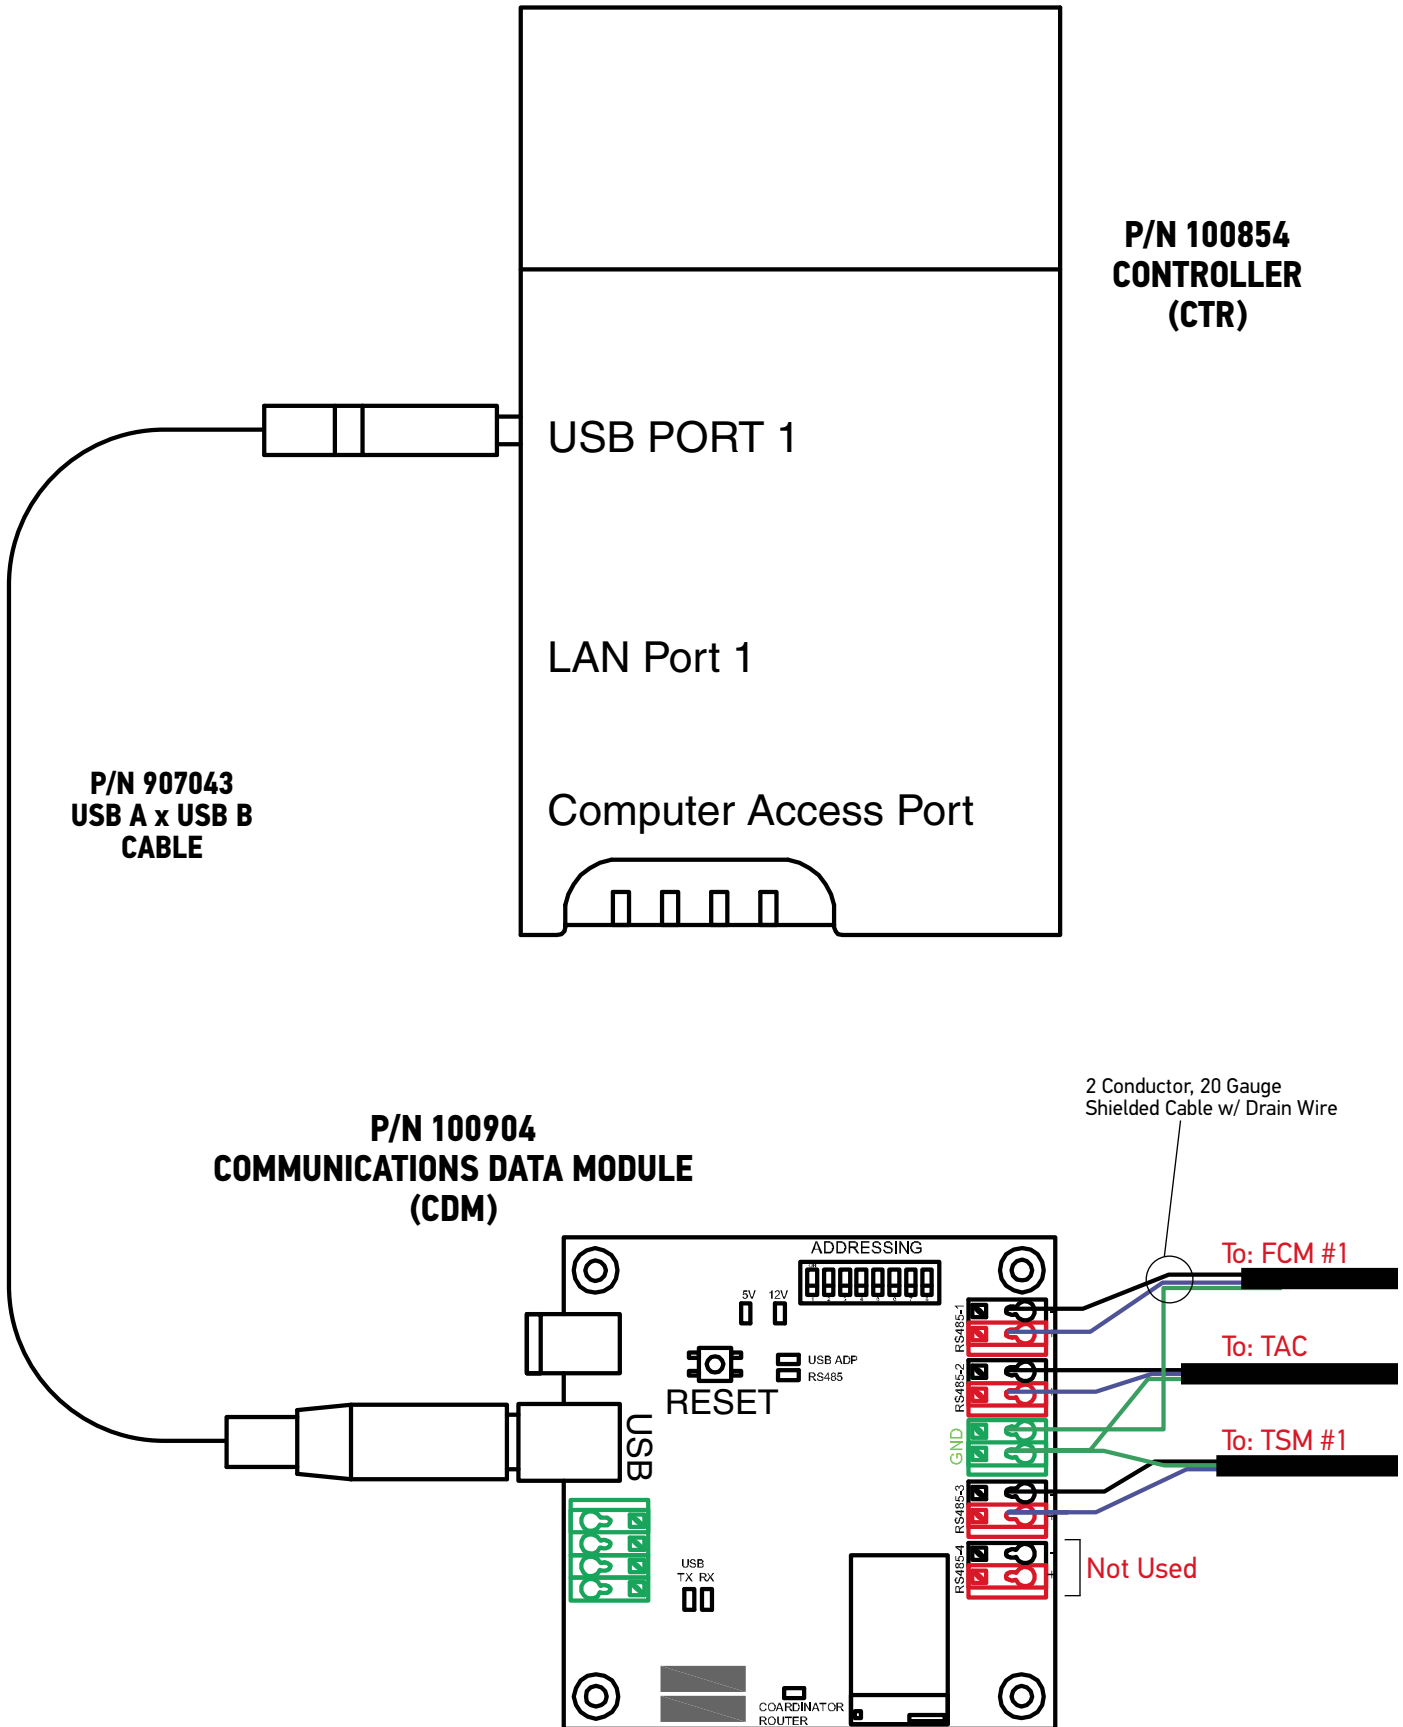 P/N 100854
CONTROLLER
(CTR)
USB PORT 1
LAN Port 1
Computer Access Port
P/N 907043
USB A x USB B
CABLE
2 Conductor, 20 Gauge
Shielded Cable w/ Drain Wire
P/N 100904
COMMUNICATIONS DATA MODULE
(CDM)
ADDRESSING
5V 12V
USB ADP
RS485
RESET
USB
RS485-1
RS485-2
GND
RS485-3
RS485-4
To: FCM #1
To: TAC
To: TSM #1
Not Used
USB
TX RX
COARDINATOR
ROUTER